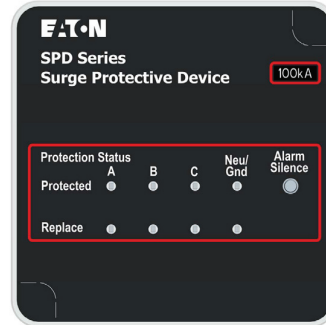 EATON
SPD Series
Surge Protective Device
100kA
Protection Status
A B C Neu/Gnd Alarm Silence
Protected
Replace